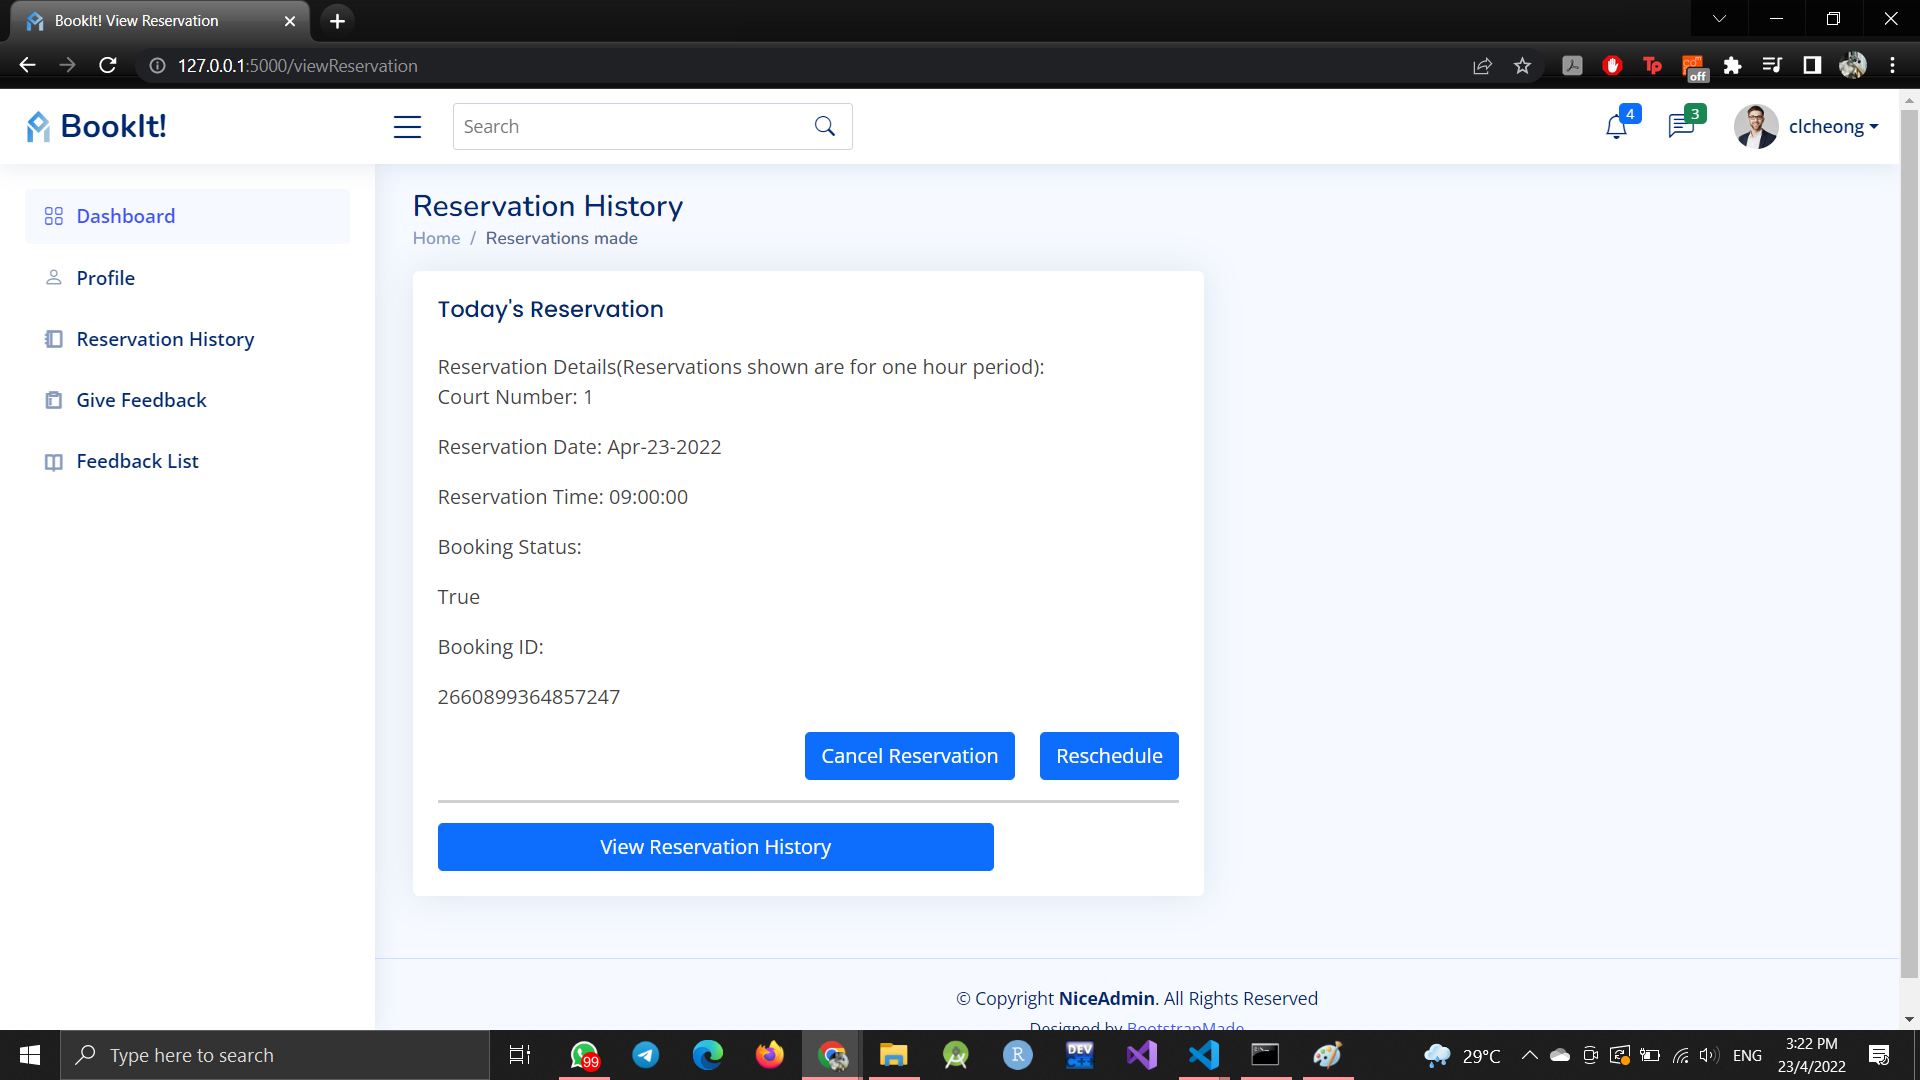 BookIt! View Reservation
127.0.0.1:5000/viewReservation
off
BookIt!
Search
4
3
clcheong
Dashboard
Profile
Reservation History
Give Feedback
Feedback List
Reservation History
Home / Reservations made
Today's Reservation
Reservation Details(Reservations shown are for one hour period):
Court Number: 1
Reservation Date: Apr-23-2022
Reservation Time: 09:00:00
Booking Status:
True
Booking ID:
2660899364857247
Cancel Reservation
Reschedule
View Reservation History
© Copyright NiceAdmin. All Rights Reserved
Designed by BootstrapMade
Type here to search
99
R
DEV
C++
29°C
ENG
3:22 PM
23/4/2022